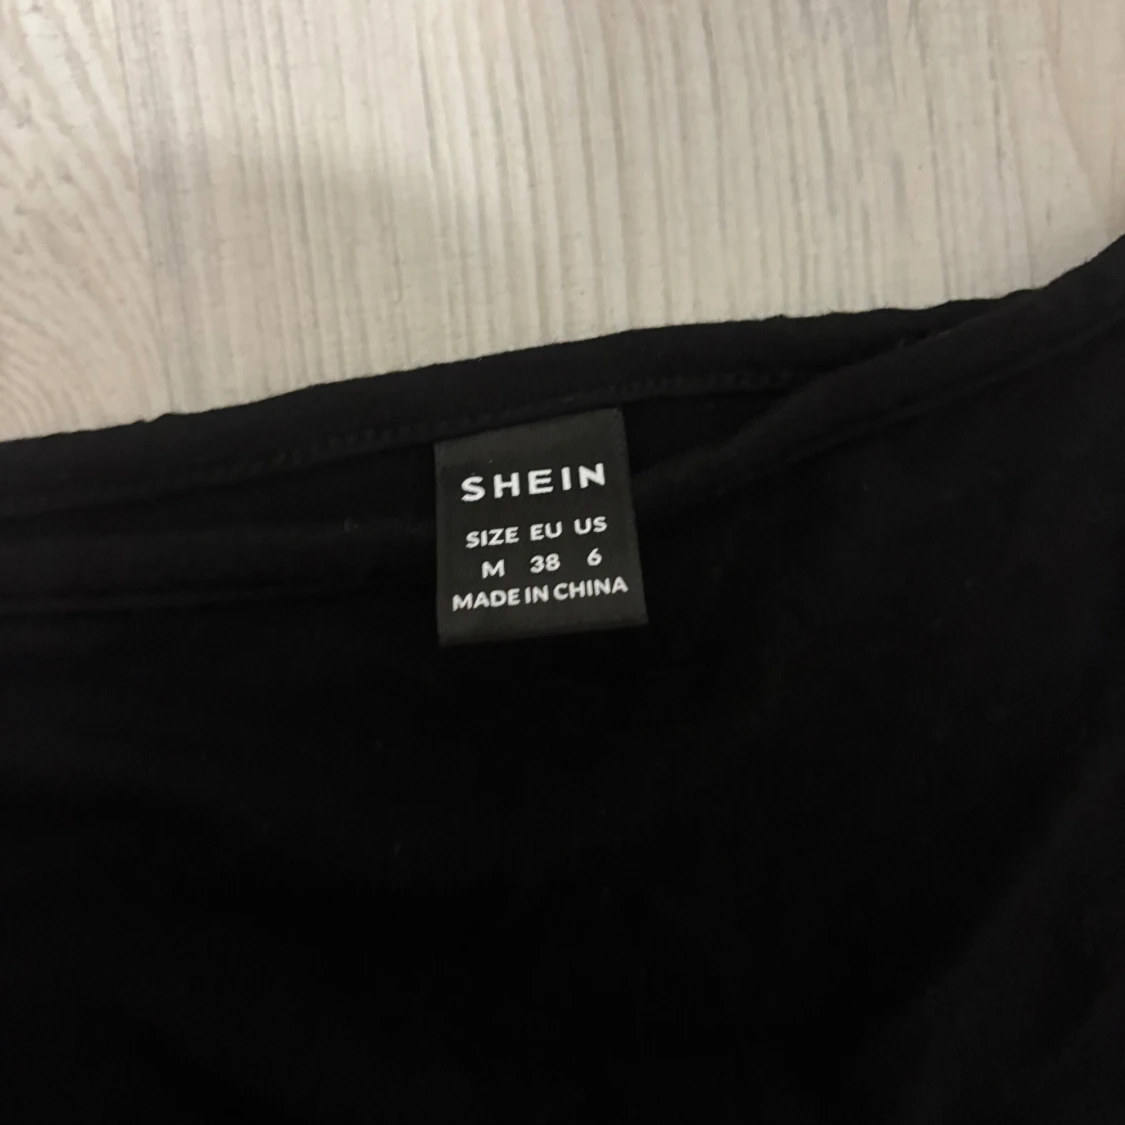 SHEIN
SIZE EU US
M 38 6
MADE IN CHINA